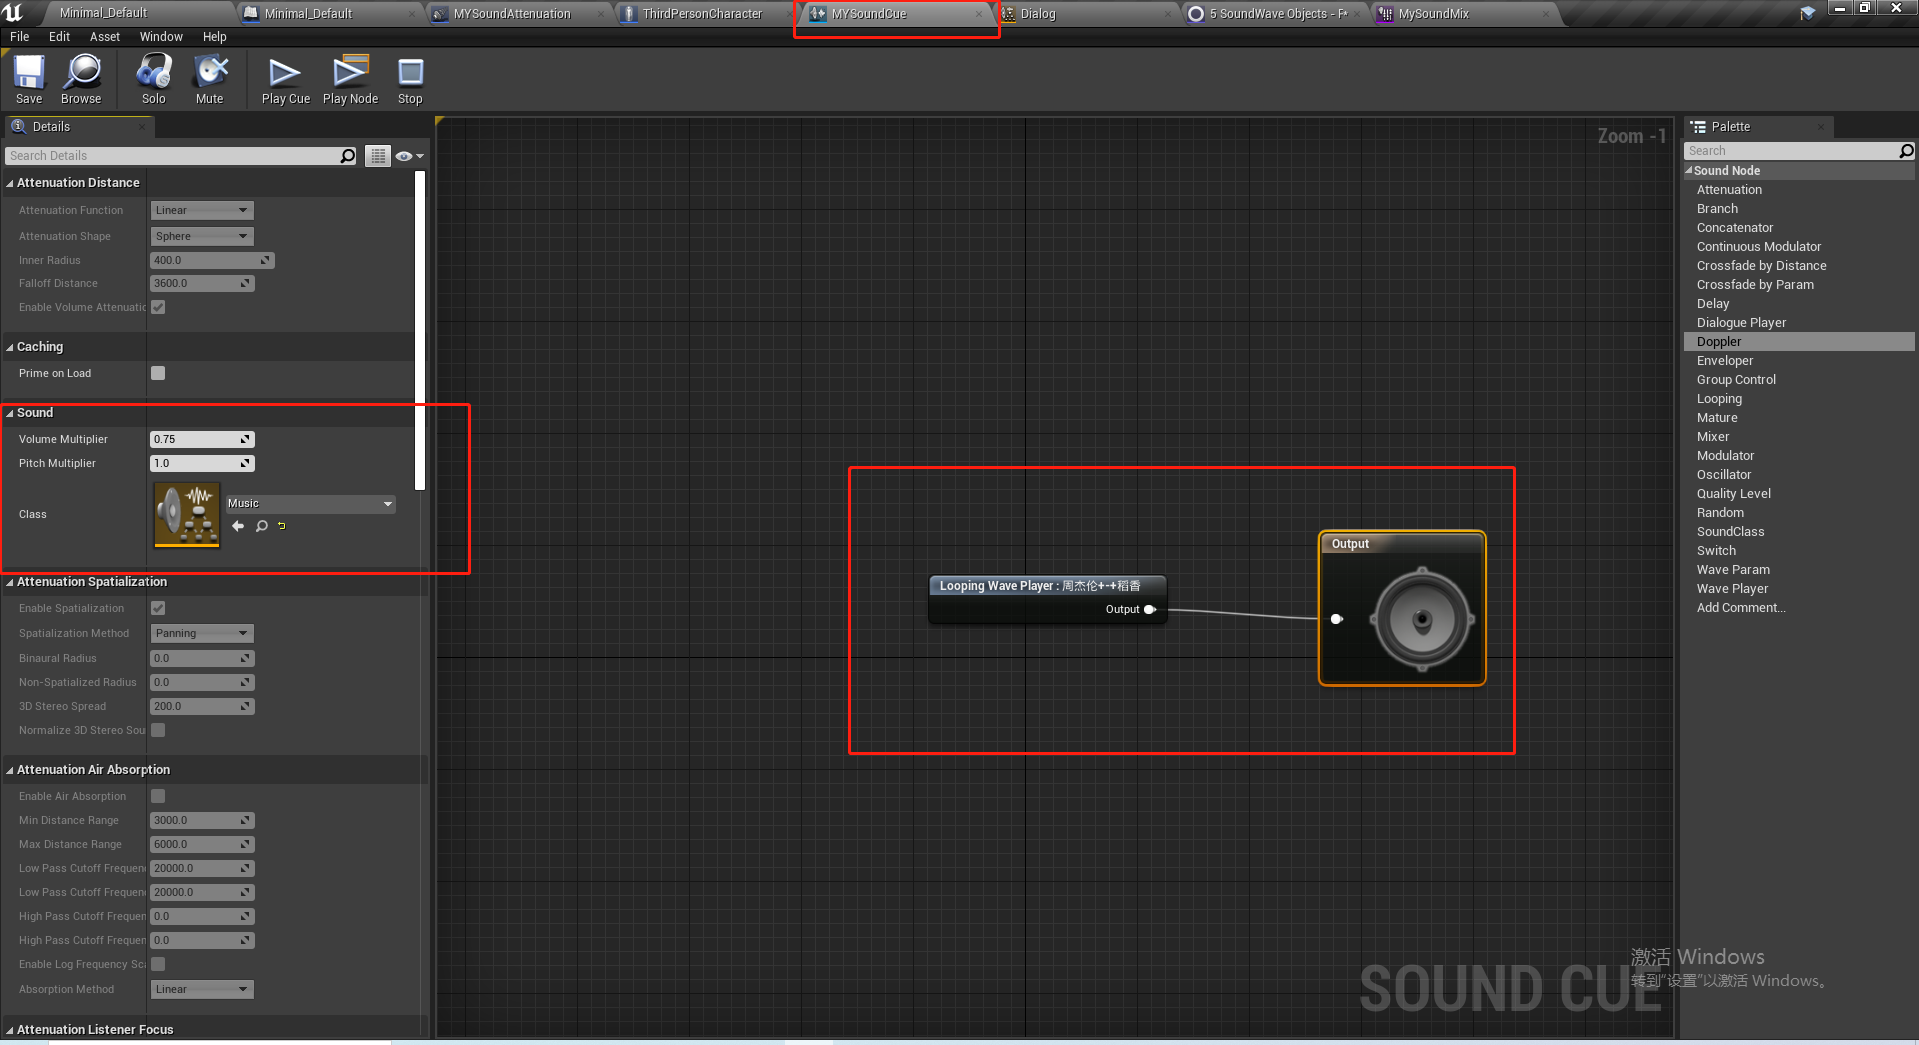 Minimal_Default
Minimal_Default
MYSoundAttenuation
ThirdPersonCharacter
MYSoundCue
Dialog
5 SoundWave Objects - F*
MySoundMix
File Edit Asset Window Help
Save Browse Solo Mute Play Cue Play Node Stop
Details
Search Details
Attenuation Distance
Attenuation Function Linear
Attenuation Shape Sphere
Inner Radius 400.0
Falloff Distance 3600.0
Enable Volume Attenuatio
Caching
Prime on Load
Sound
Volume Multiplier 0.75
Pitch Multiplier 1.0
Class Music
Attenuation Spatialization
Enable Spatialization
Spatialization Method Panning
Binaural Radius 0.0
Non-Spatialized Radius 0.0
3D Stereo Spread 200.0
Normalize 3D Stereo Sou
Attenuation Air Absorption
Enable Air Absorption
Min Distance Range 3000.0
Max Distance Range 6000.0
Low Pass Cutoff Frequen 20000.0
Low Pass Cutoff Frequen 20000.0
High Pass Cutoff Frequen 0.0
High Pass Cutoff Frequen 0.0
Enable Log Frequency Sca
Absorption Method Linear
Attenuation Listener Focus
Zoom -1
Looping Wave Player : 周杰伦+-+稻香
Output
Output
SOUND CUE
Palette
Search
Sound Node
Attenuation
Branch
Concatenator
Continuous Modulator
Crossfade by Distance
Crossfade by Param
Delay
Dialogue Player
Doppler
Enveloper
Group Control
Looping
Mature
Mixer
Modulator
Oscillator
Quality Level
Random
SoundClass
Switch
Wave Param
Wave Player
Add Comment...
激活 Windows
转到"设置"以激活 Windows。